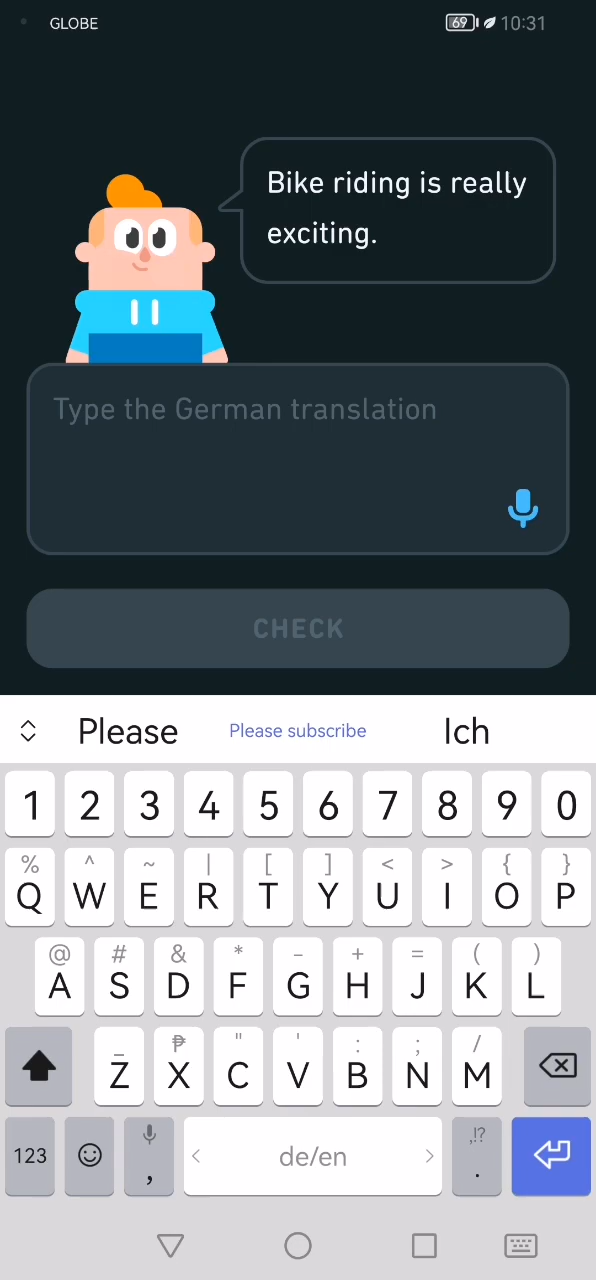 GLOBE 69 10:31
Bike riding is really
exciting.
Type the German translation
CHECK
Please Please subscribe Ich
1 2 3 4 5 6 7 8 9 0
% ^ ~ | [ ] < > { }
Q W E R T Y U I O P
@ # & * - + = ( )
A S D F G H J K L
_ ₱ " ' : ; /
Z X C V B N M
,!?
123 , < de/en > .